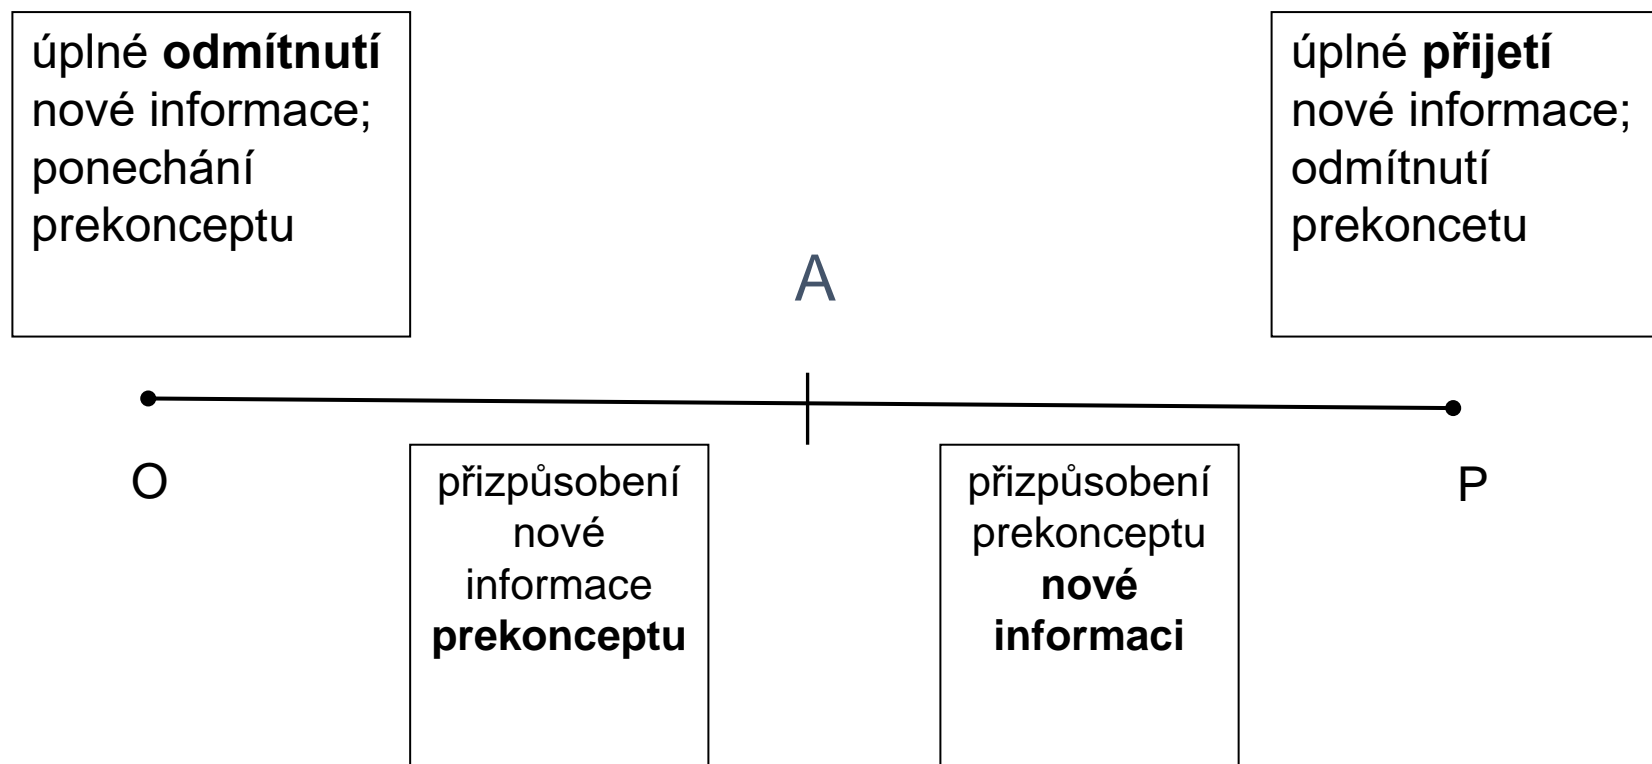 úplné odmítnutí
nové informace;
ponechání
prekonceptu
úplné přijetí
nové informace;
odmítnutí
prekoncetu
A
O
přizpůsobení
nové
informace
prekonceptu
přizpůsobení
prekonceptu
nové
informaci
P